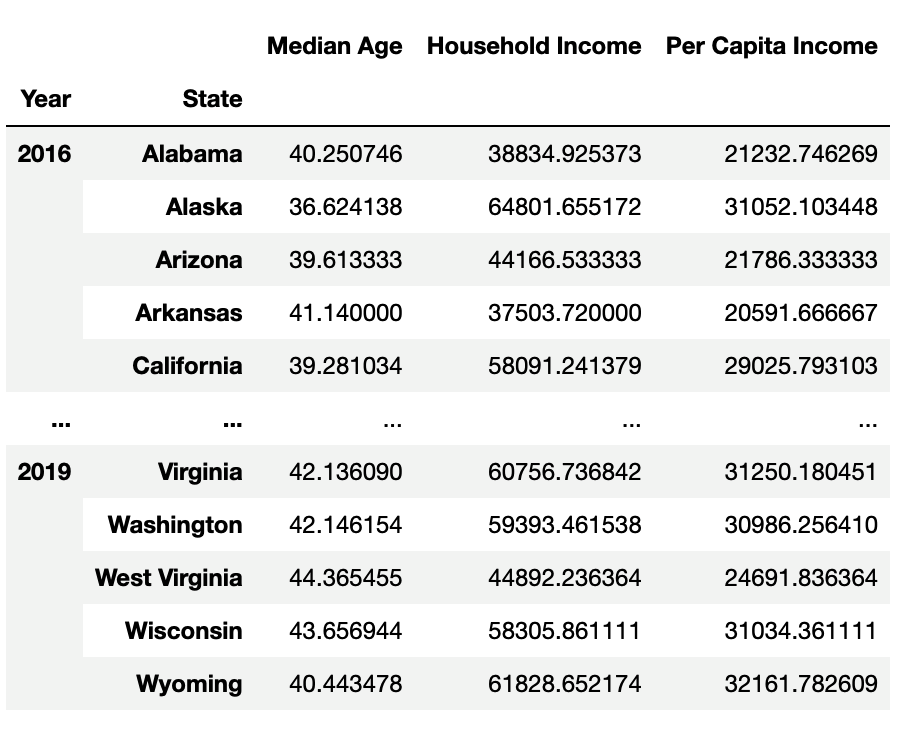 Median Age Household Income Per Capita Income
Year State
2016 Alabama 40.250746 38834.925373 21232.746269
Alaska 36.624138 64801.655172 31052.103448
Arizona 39.613333 44166.533333 21786.333333
Arkansas 41.140000 37503.720000 20591.666667
California 39.281034 58091.241379 29025.793103
... ... ... ... ...
2019 Virginia 42.136090 60756.736842 31250.180451
Washington 42.146154 59393.461538 30986.256410
West Virginia 44.365455 44892.236364 24691.836364
Wisconsin 43.656944 58305.861111 31034.361111
Wyoming 40.443478 61828.652174 32161.782609